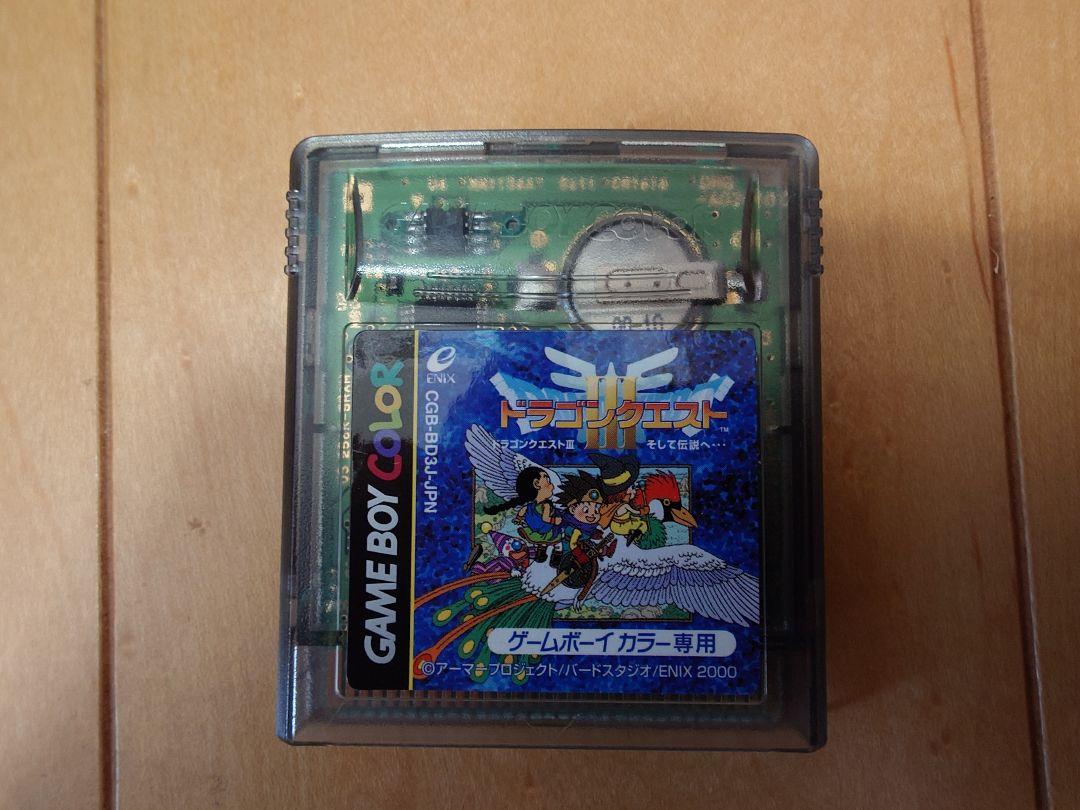 00-10
GAME BOY COLOR
CGB-BD3J-JPN
e
ENIX
III
ドラゴンクエスト
TM
ドラゴンクエストIII そして伝説へ・・・
ゲームボーイカラー専用
©アーマープロジェクト/バードスタジオ/ENIX 2000